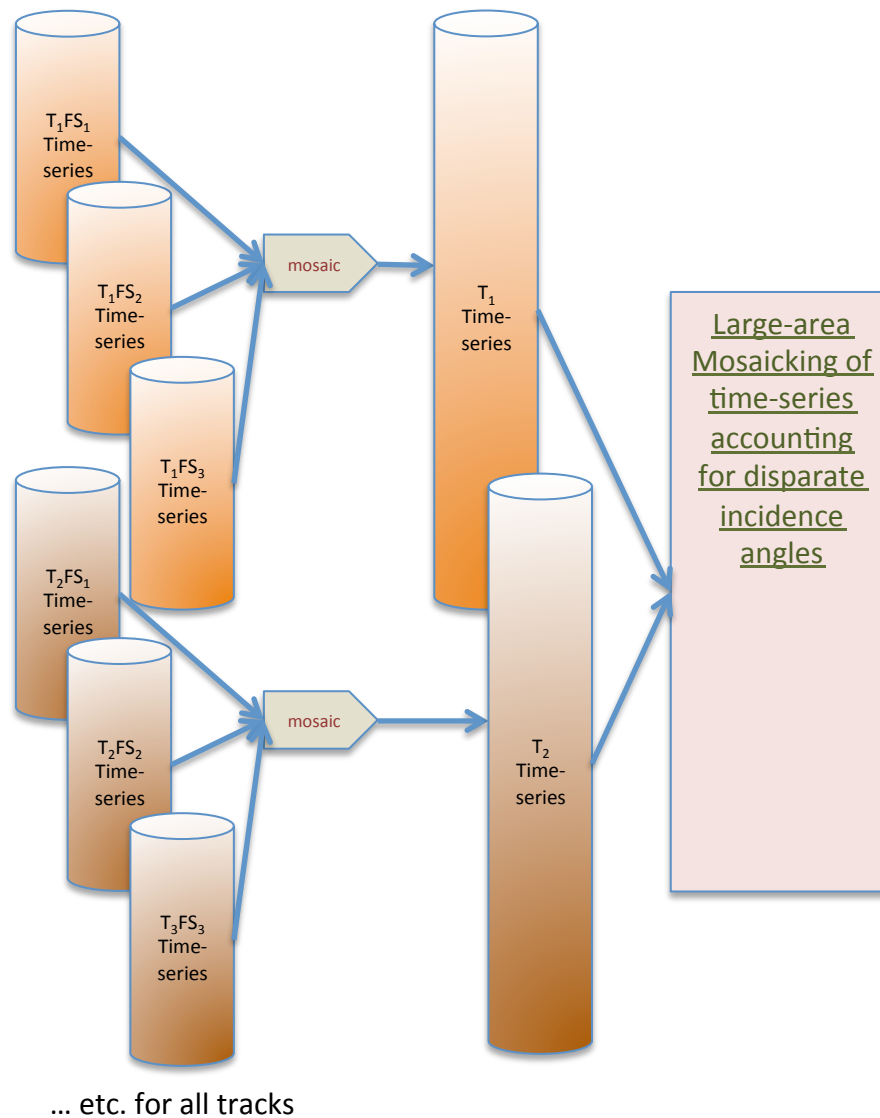 T₁FS₁
Time-
series
T₁FS₂
Time-
series
T₁FS₃
Time-
series
mosaic
T₁
Time-
series
T₂FS₁
Time-
series
T₂FS₂
Time-
series
T₃FS₃
Time-
series
mosaic
T₂
Time-
series
Large-area
Mosaicking of
time-series
accounting
for disparate
incidence
angles
... etc. for all tracks